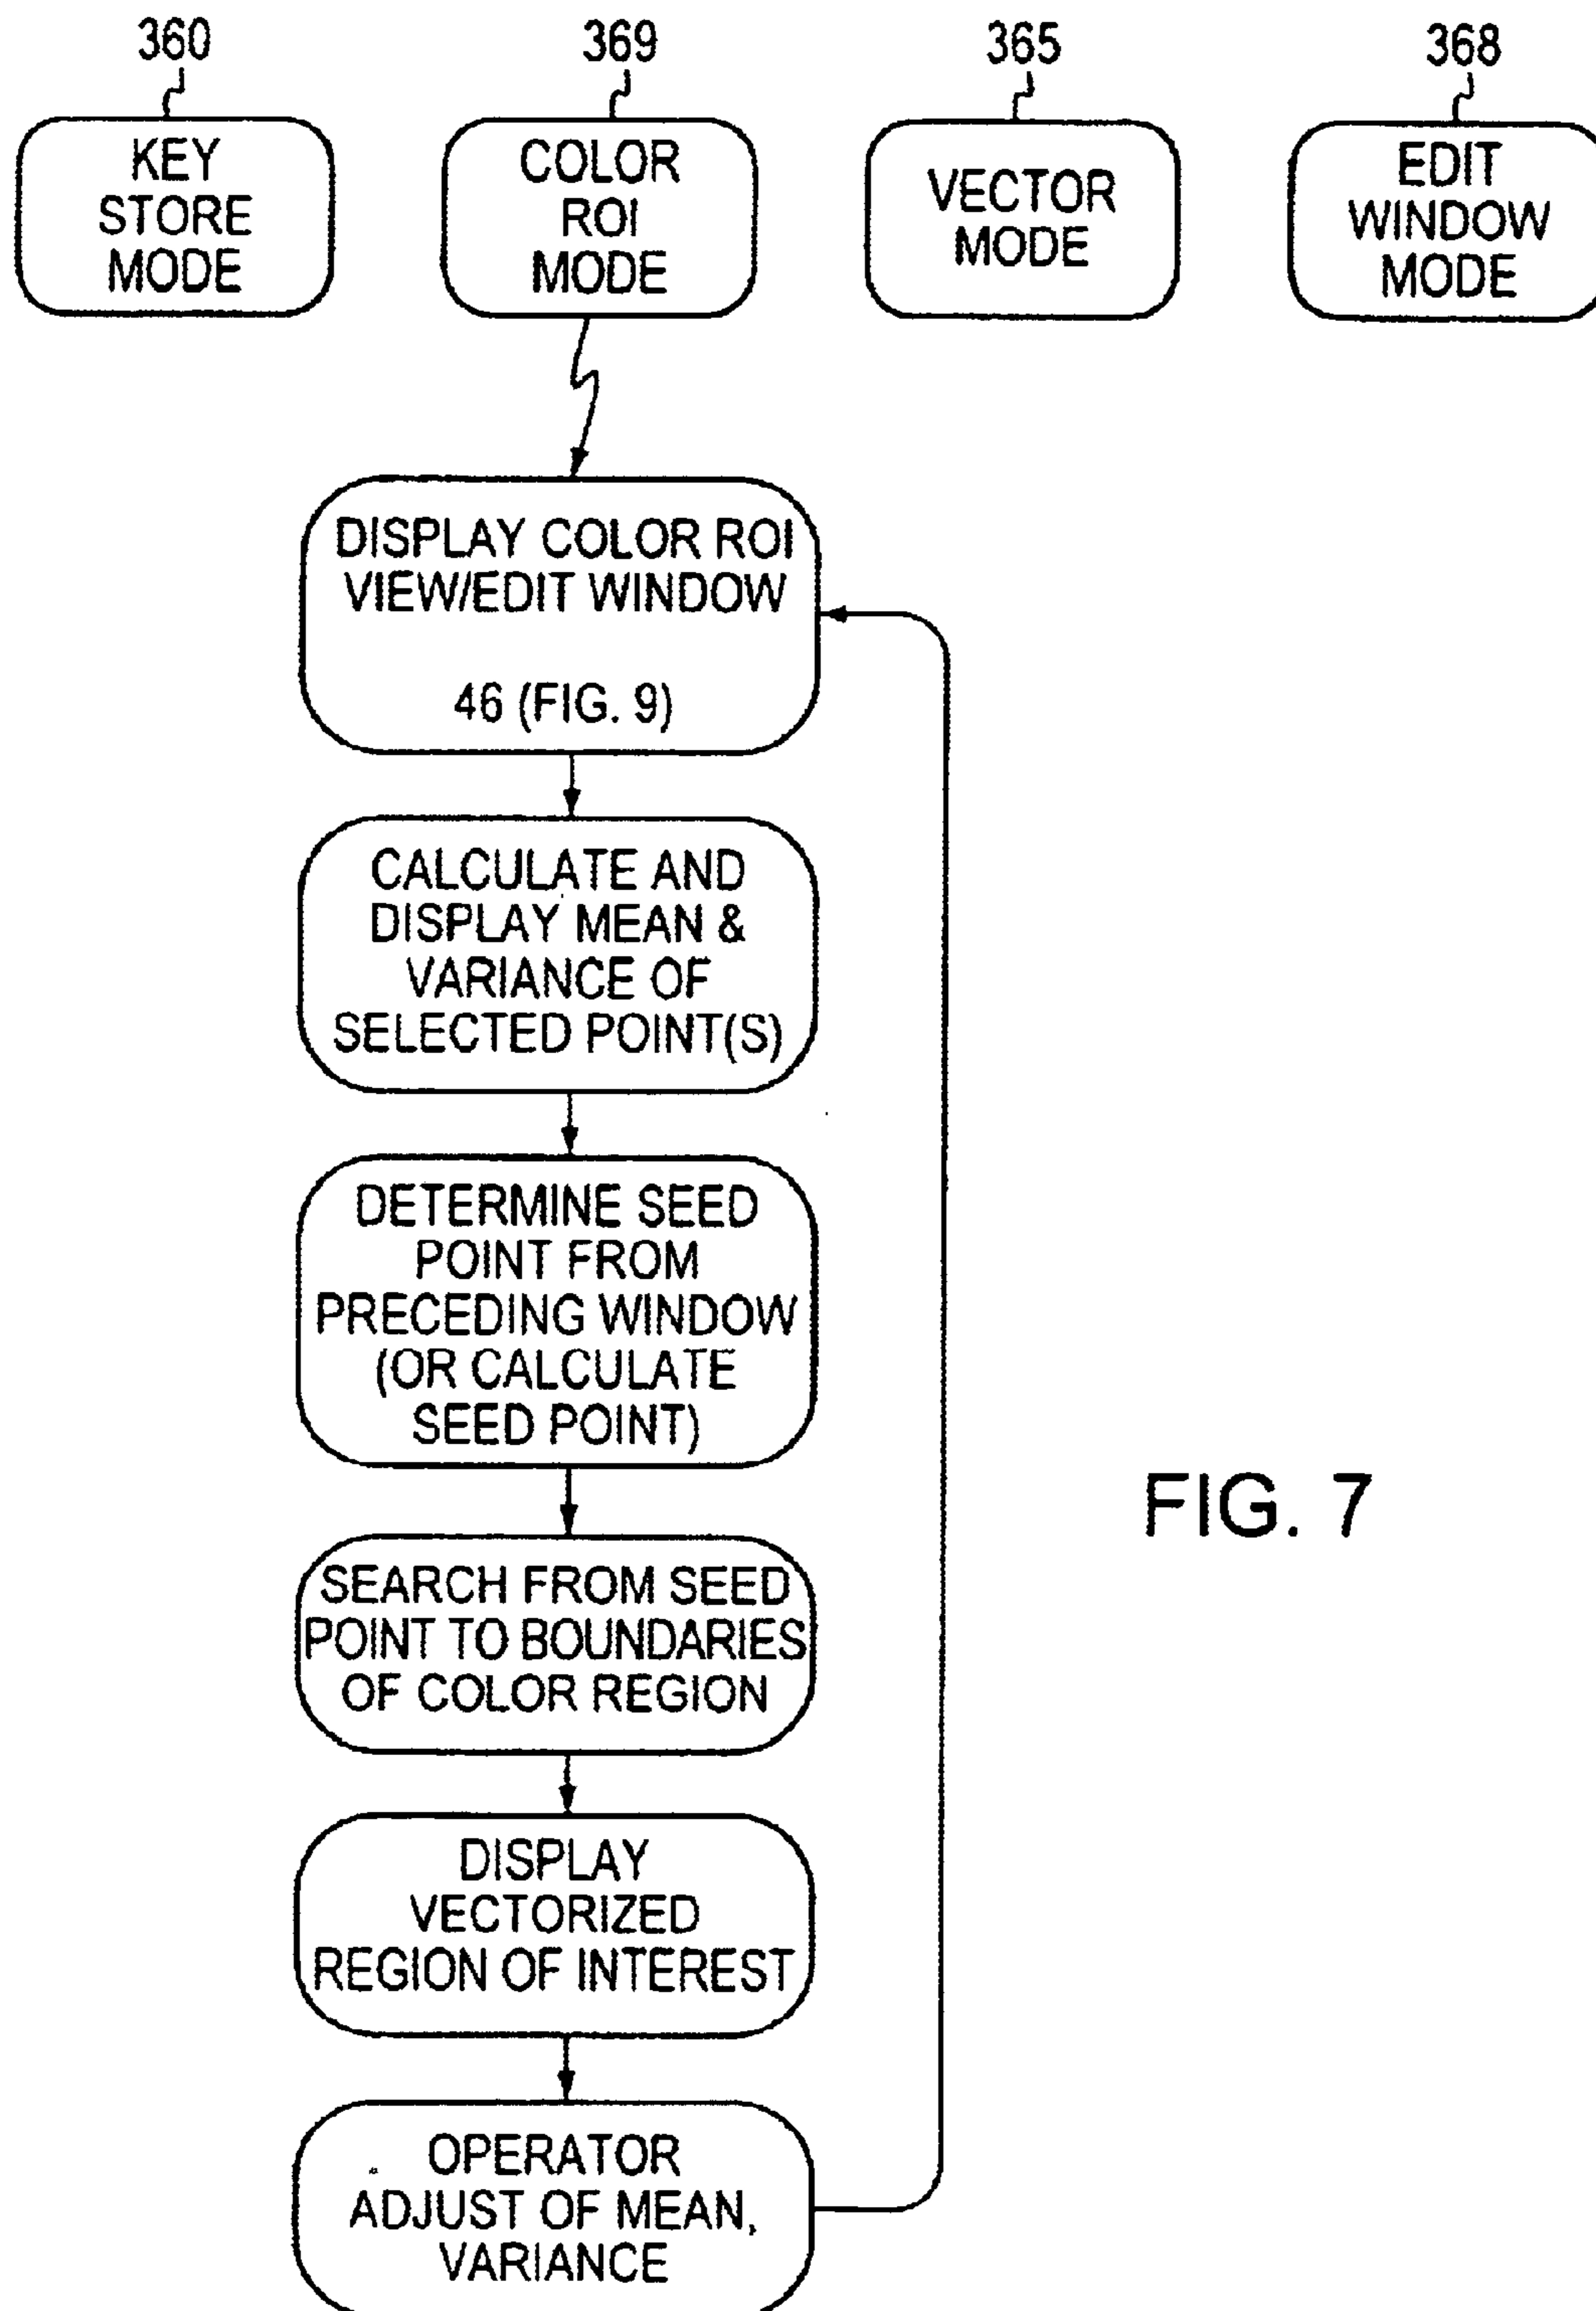 360
369
365
368
KEY
STORE
MODE
COLOR
ROI
MODE
VECTOR
MODE
EDIT
WINDOW
MODE
DISPLAY COLOR ROI
VIEW/EDIT WINDOW
46 (FIG. 9)
CALCULATE AND
DISPLAY MEAN &
VARIANCE OF
SELECTED POINT(S)
DETERMINE SEED
POINT FROM
PRECEDING WINDOW
(OR CALCULATE
SEED POINT)
SEARCH FROM SEED
POINT TO BOUNDARIES
OF COLOR REGION
DISPLAY
VECTORIZED
REGION OF INTEREST
OPERATOR
ADJUST OF MEAN,
VARIANCE
FIG. 7